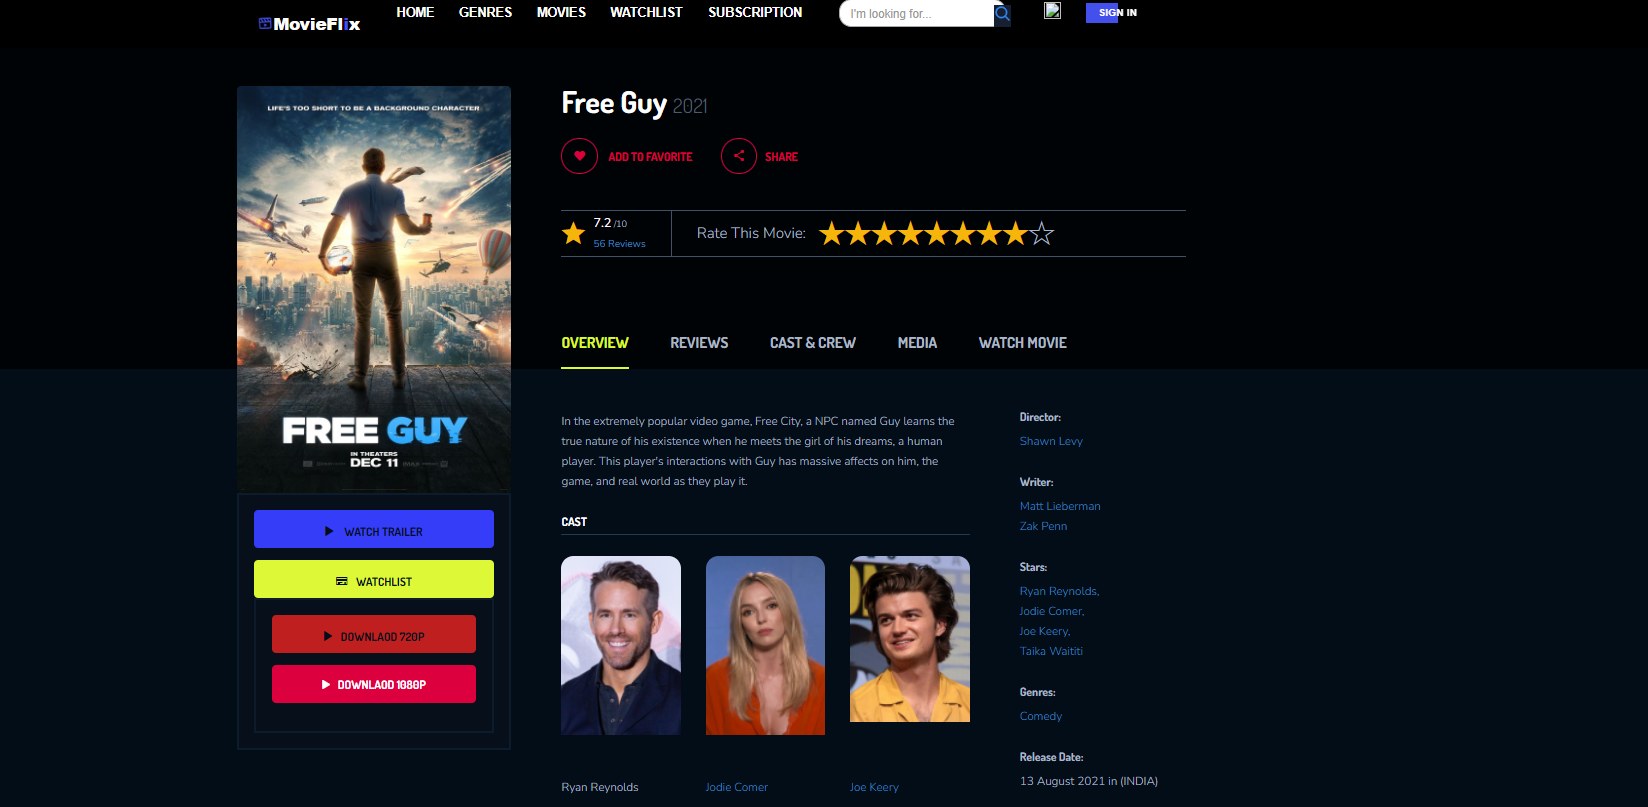 MovieFlix
HOME
GENRES
MOVIES
WATCHLIST
SUBSCRIPTION
I'm looking for...
SIGN IN
LIFE'S TOO SHORT TO BE A BACKGROUND CHARACTER
FREE GUY
IN THEATERS
DEC 11
Free Guy 2021
ADD TO FAVORITE
SHARE
7.2 /10
56 Reviews
Rate This Movie:
OVERVIEW
REVIEWS
CAST & CREW
MEDIA
WATCH MOVIE
WATCH TRAILER
WATCHLIST
DOWNLAOD 720P
DOWNLAOD 1080P
In the extremely popular video game, Free City, a NPC named Guy learns the
true nature of his existence when he meets the girl of his dreams, a human
player. This player's interactions with Guy has massive affects on him, the
game, and real world as they play it.
CAST
Ryan Reynolds
Jodie Comer
Joe Keery
Director:
Shawn Levy
Writer:
Matt Lieberman
Zak Penn
Stars:
Ryan Reynolds,
Jodie Comer,
Joe Keery,
Taika Waititi
Genres:
Comedy
Release Date:
13 August 2021 in (INDIA)